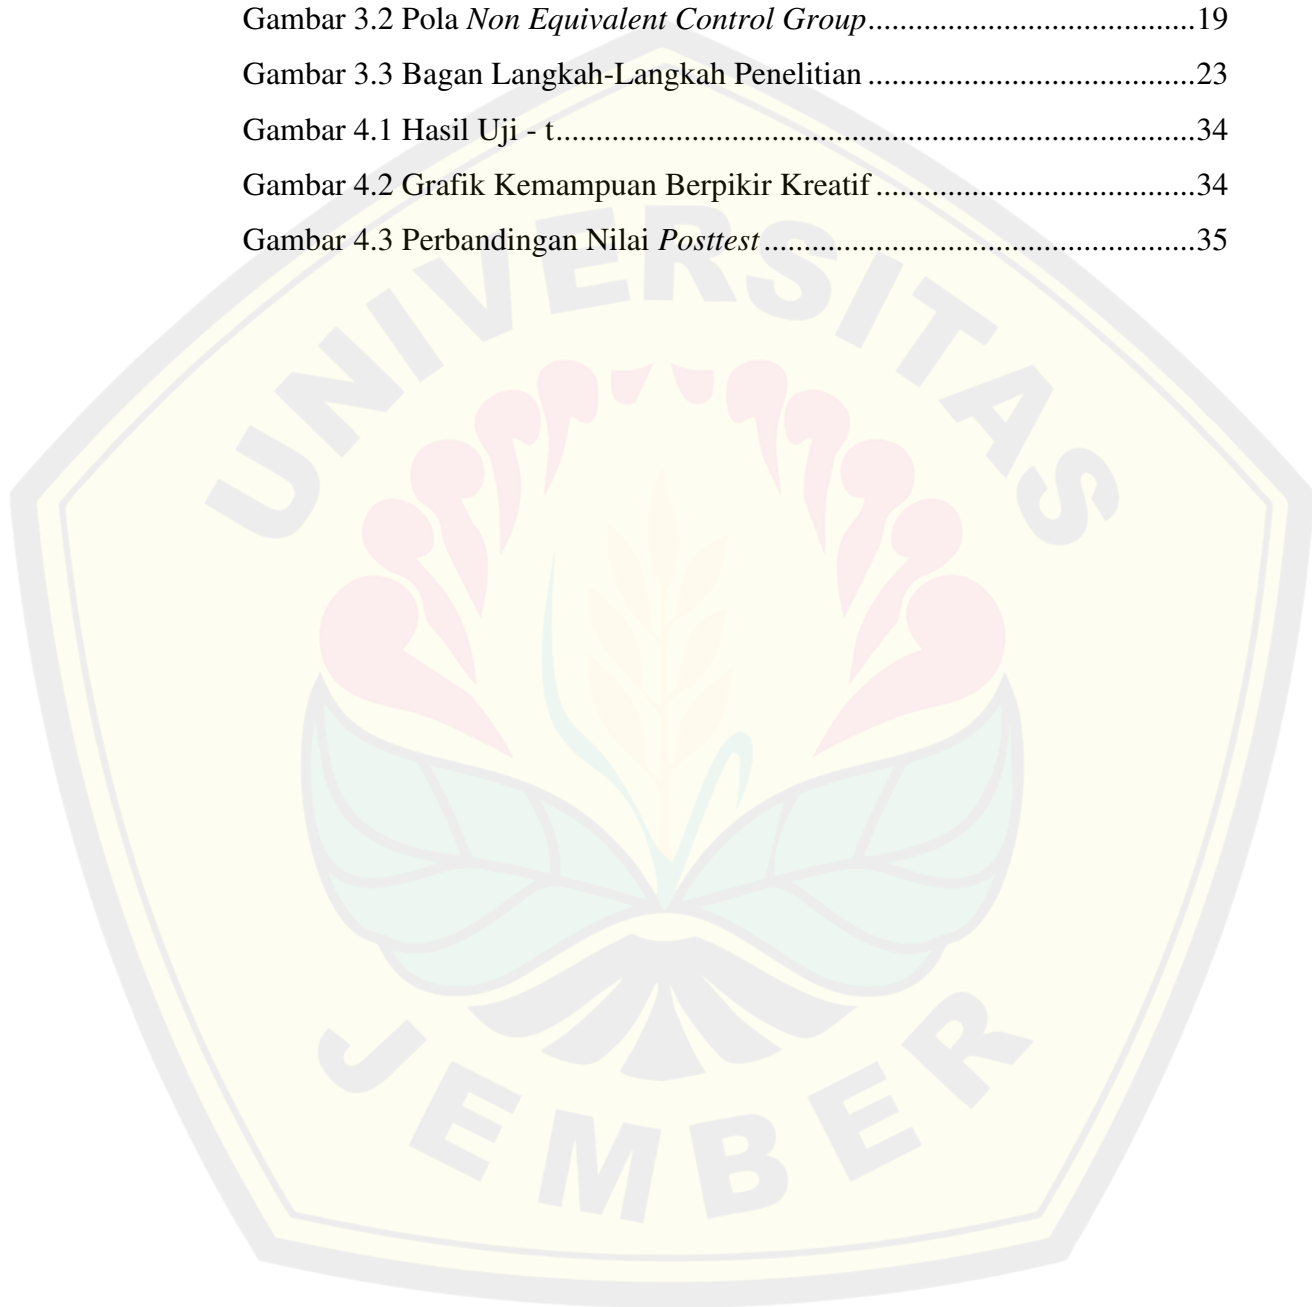 Gambar 3.2 Pola Non Equivalent Control Group.........................................19
Gambar 3.3 Bagan Langkah-Langkah Penelitian .........................................23
Gambar 4.1 Hasil Uji - t................................................................................34
Gambar 4.2 Grafik Kemampuan Berpikir Kreatif ........................................34
Gambar 4.3 Perbandingan Nilai Posttest ......................................................35
UNIVERSITAS
JEMBER